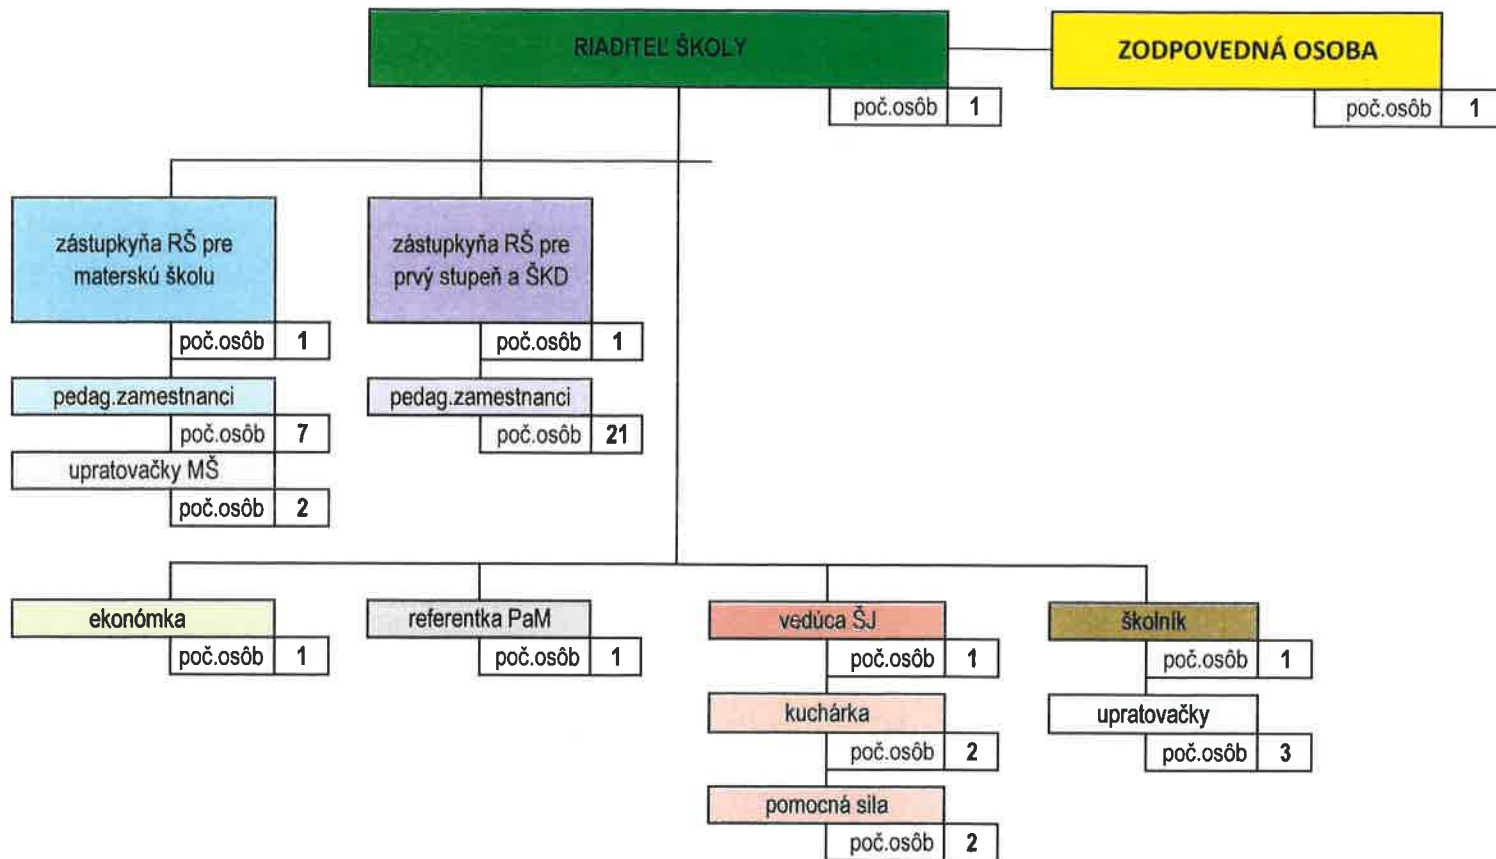 RIADITEĽ ŠKOLY
ZODPOVEDNÁ OSOBA
poč.osôb 1
poč.osôb 1
zástupkyňa RŠ pre
materskú školu
zástupkyňa RŠ pre
prvý stupeň a ŠKD
poč.osôb 1
poč.osôb 1
pedag.zamestnanci
pedag.zamestnanci
poč.osôb 7
poč.osôb 21
upratovačky MŠ
poč.osôb 2
ekonómka
referentka PaM
vedúca ŠJ
školník
poč.osôb 1
poč.osôb 1
poč.osôb 1
poč.osôb 1
kuchárka
upratovačky
poč.osôb 2
poč.osôb 3
pomocná sila
poč.osôb 2